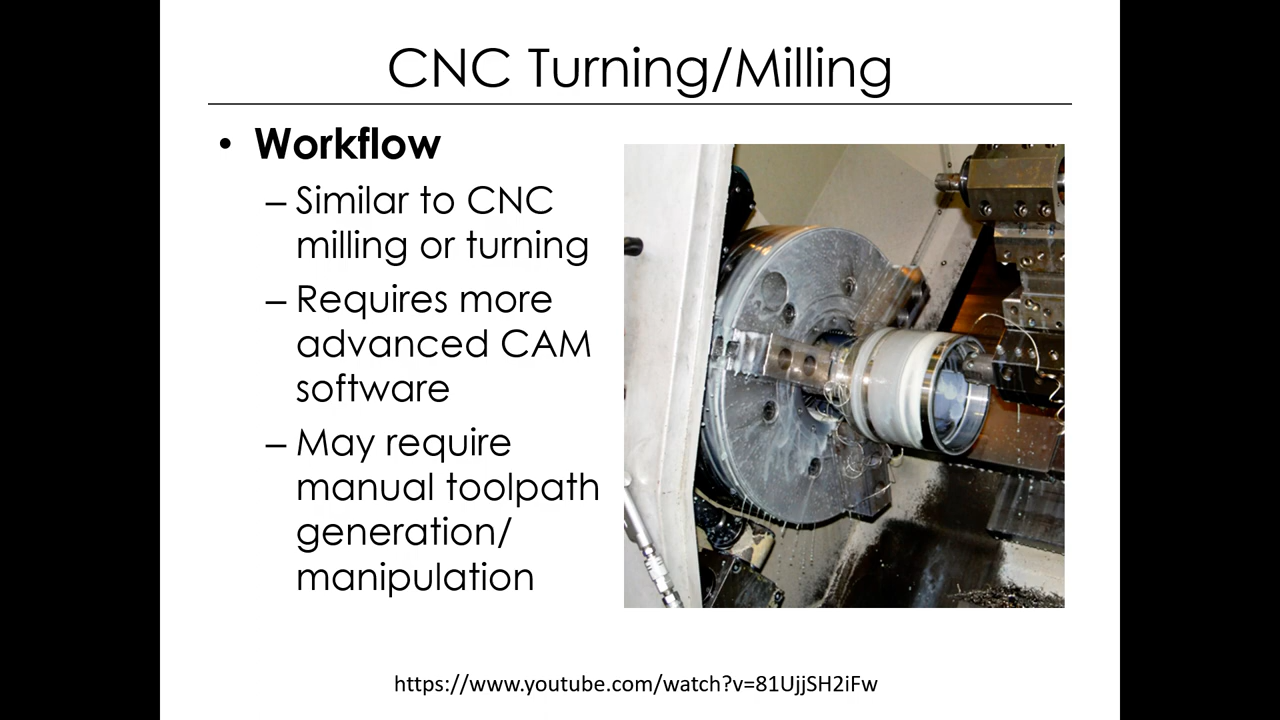 CNC Turning/Milling
• Workflow
– Similar to CNC
milling or turning
– Requires more
advanced CAM
software
– May require
manual toolpath
generation/
manipulation
https://www.youtube.com/watch?v=81UjjSH2iFw